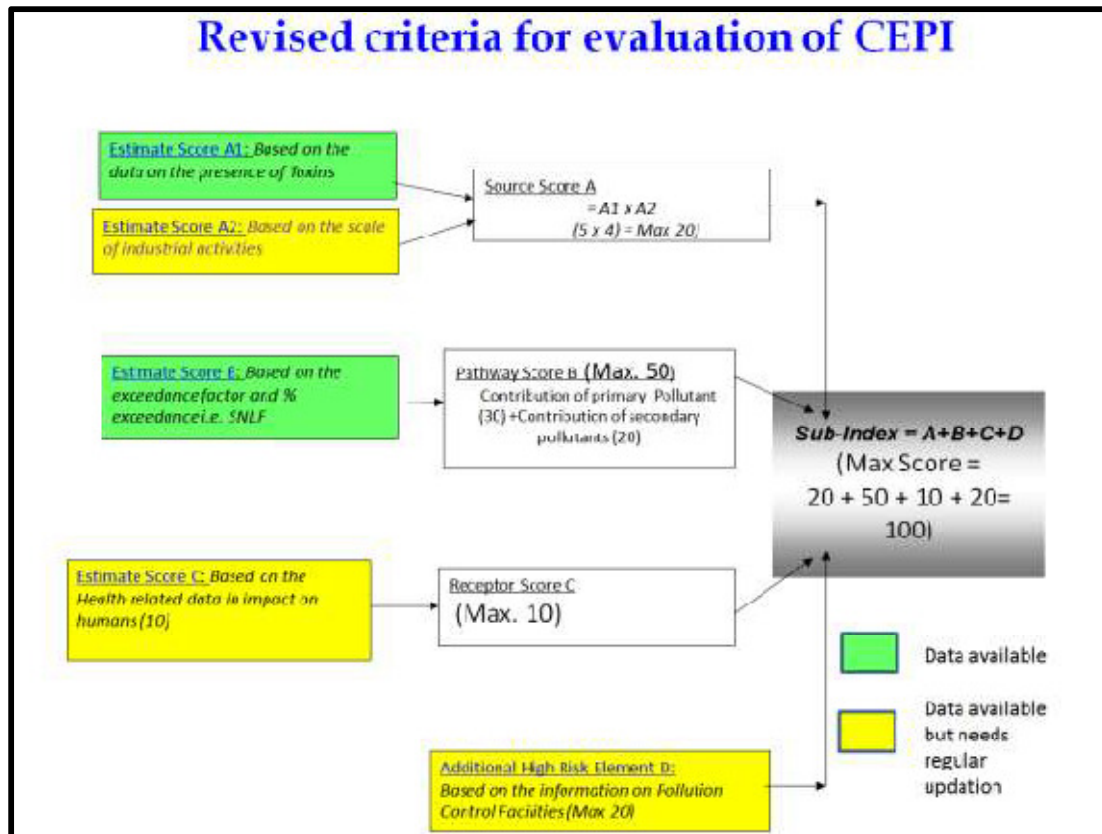 Revised criteria for evaluation of CEPI
Estimate Score A1: Based on the
data on the presence of Toxins
Estimate Score A2: Based on the scale
of industrial activities
Source Score A
= A1 x A2
(5 x 4) = Max 20)
Estimate Score B: Based on the
exceedancefactor and %
exceedancei.e. SNLF
Pathway Score B (Max. 50)
Contribution of primary Pollutant
(30) +Contribution of secondary
pollutants (20)
Sub-Index = A+B+C+D
(Max Score =
20 + 50 + 10 + 20=
100)
Estimate Score C: Based on the
Health related data in impact on
humans (10)
Receptor Score C
(Max. 10)
Additional High Risk Element D:
Based on the information on Pollution
Control Facilities (Max 20)
Data available
Data available
but needs
regular
updation